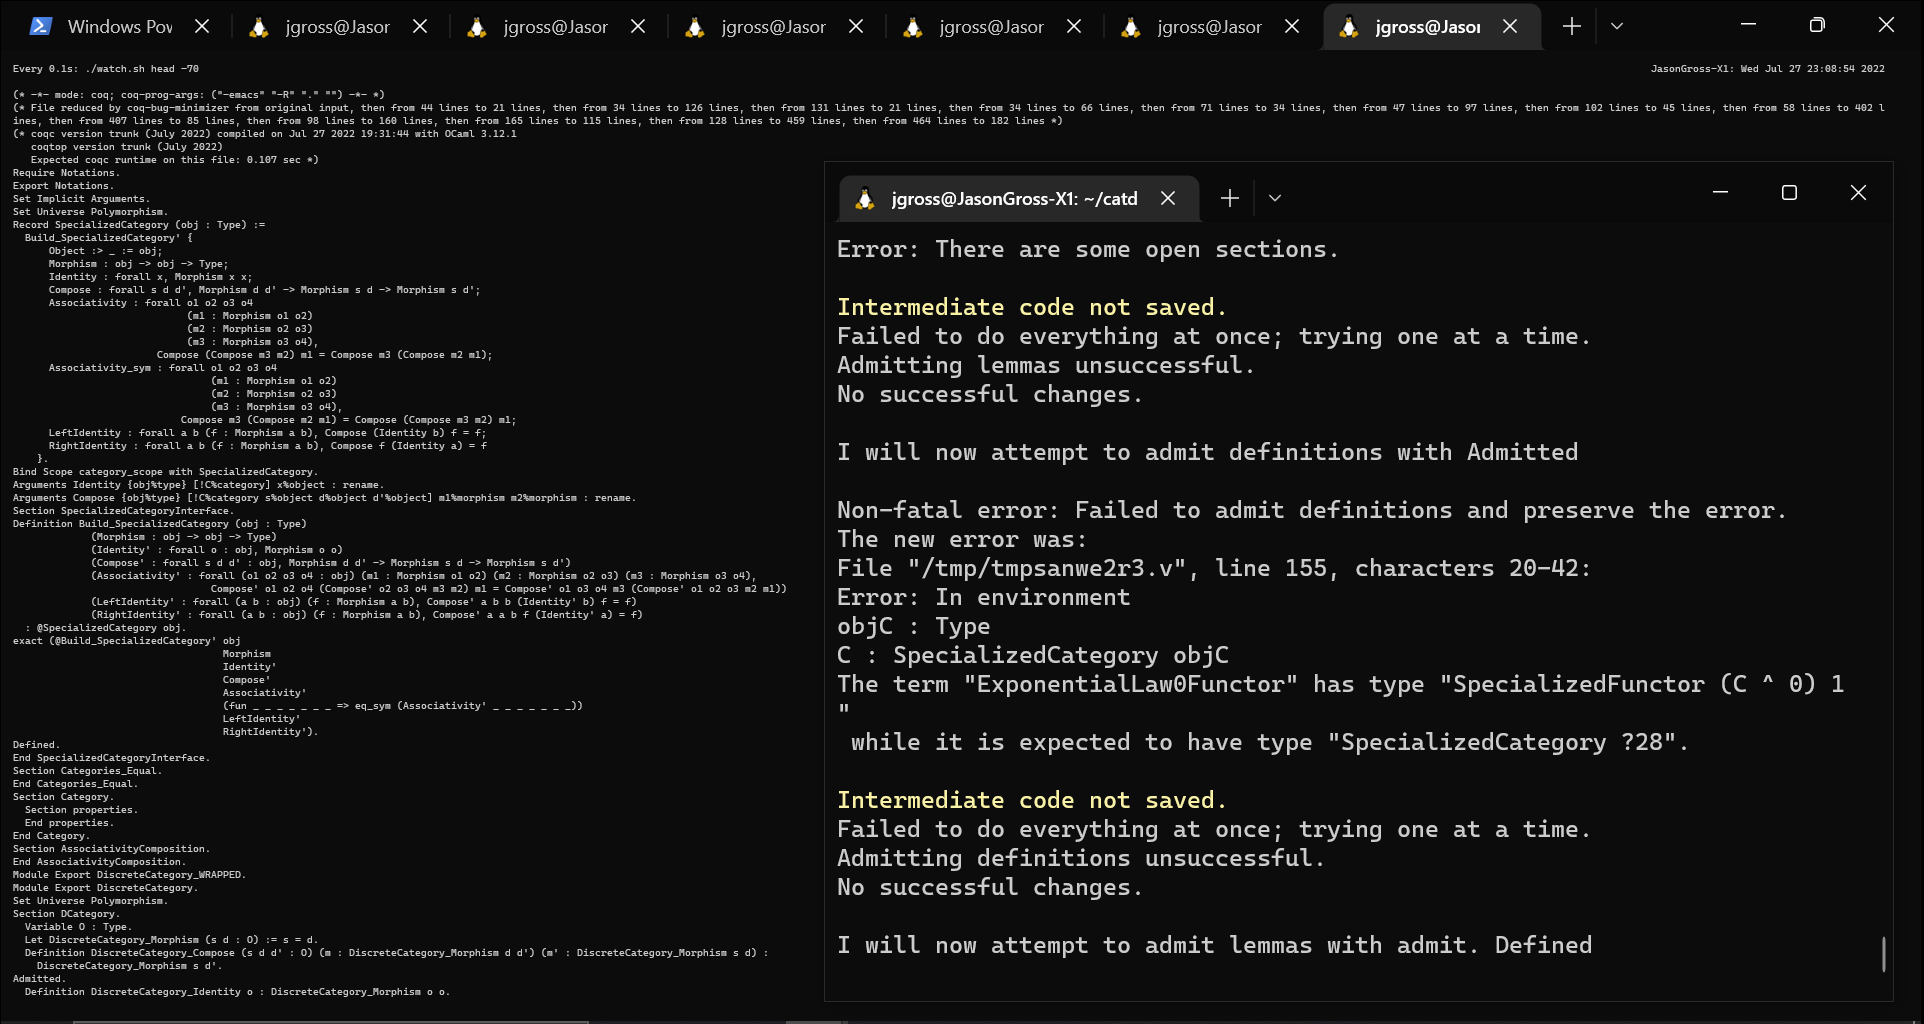 Windows Pow
jgross@Jason
jgross@Jason
jgross@Jason
jgross@Jason
jgross@Jason
jgross@Jason
Every 0.1s: ./watch.sh head -70
JasonGross-X1: Wed Jul 27 23:08:54 2022
(* -*- mode: coq; coq-prog-args: ("-emacs" "-R" "." "") -*- *)
(* File reduced by coq-bug-minimizer from original input, then from 44 lines to 21 lines, then from 34 lines to 126 lines, then from 131 lines to 21 lines, then from 34 lines to 66 lines, then from 71 lines to 34 lines, then from 47 lines to 97 lines, then from 102 lines to 45 lines, then from 58 lines to 402 l
ines, then from 407 lines to 85 lines, then from 98 lines to 160 lines, then from 165 lines to 115 lines, then from 128 lines to 459 lines, then from 464 lines to 182 lines *)
(* coqc version trunk (July 2022) compiled on Jul 27 2022 19:31:44 with OCaml 3.12.1
   coqtop version trunk (July 2022)
   Expected coqc runtime on this file: 0.107 sec *)
Require Notations.
Export Notations.
Set Implicit Arguments.
Set Universe Polymorphism.
Record SpecializedCategory (obj : Type) :=
  Build_SpecializedCategory' {
      Object :> _ := obj;
      Morphism : obj -> obj -> Type;
      Identity : forall x, Morphism x x;
      Compose : forall s d d', Morphism d d' -> Morphism s d -> Morphism s d';
      Associativity : forall o1 o2 o3 o4
                             (m1 : Morphism o1 o2)
                             (m2 : Morphism o2 o3)
                             (m3 : Morphism o3 o4),
                        Compose (Compose m3 m2) m1 = Compose m3 (Compose m2 m1);
      Associativity_sym : forall o1 o2 o3 o4
                                 (m1 : Morphism o1 o2)
                                 (m2 : Morphism o2 o3)
                                 (m3 : Morphism o3 o4),
                            Compose m3 (Compose m2 m1) = Compose (Compose m3 m2) m1;
      LeftIdentity : forall a b (f : Morphism a b), Compose (Identity b) f = f;
      RightIdentity : forall a b (f : Morphism a b), Compose f (Identity a) = f
    }.
Bind Scope category_scope with SpecializedCategory.
Arguments Identity {obj%type} [!C%category] x%object : rename.
Arguments Compose {obj%type} [!C%category s%object d%object d'%object] m1%morphism m2%morphism : rename.
Section SpecializedCategoryInterface.
Definition Build_SpecializedCategory (obj : Type)
             (Morphism : obj -> obj -> Type)
             (Identity' : forall o : obj, Morphism o o)
             (Compose' : forall s d d' : obj, Morphism d d' -> Morphism s d -> Morphism s d')
             (Associativity' : forall (o1 o2 o3 o4 : obj) (m1 : Morphism o1 o2) (m2 : Morphism o2 o3) (m3 : Morphism o3 o4),
                                 Compose' o1 o2 o4 (Compose' o2 o3 o4 m3 m2) m1 = Compose' o1 o3 o4 m3 (Compose' o1 o2 o3 m2 m1))
             (LeftIdentity' : forall (a b : obj) (f : Morphism a b), Compose' a b b (Identity' b) f = f)
             (RightIdentity' : forall (a b : obj) (f : Morphism a b), Compose' a a b f (Identity' a) = f)
  : @SpecializedCategory obj.
exact (@Build_SpecializedCategory' obj
                                   Morphism
                                   Identity'
                                   Compose'
                                   Associativity'
                                   (fun _ _ _ _ _ _ _ => eq_sym (Associativity' _ _ _ _ _ _ _))
                                   LeftIdentity'
                                   RightIdentity').
Defined.
End SpecializedCategoryInterface.
Section Categories_Equal.
End Categories_Equal.
Section Category.
  Section properties.
  End properties.
End Category.
Section AssociativityComposition.
End AssociativityComposition.
Module Export DiscreteCategory_WRAPPED.
Module Export DiscreteCategory.
Set Universe Polymorphism.
Section DCategory.
  Variable O : Type.
  Let DiscreteCategory_Morphism (s d : O) := s = d.
  Definition DiscreteCategory_Compose (s d d' : O) (m : DiscreteCategory_Morphism d d') (m' : DiscreteCategory_Morphism s d) :
    DiscreteCategory_Morphism s d'.
Admitted.
  Definition DiscreteCategory_Identity o : DiscreteCategory_Morphism o o.
jgross@JasonGross-X1: ~/catd
Error: There are some open sections.
Intermediate code not saved.
Failed to do everything at once; trying one at a time.
Admitting lemmas unsuccessful.
No successful changes.
I will now attempt to admit definitions with Admitted
Non-fatal error: Failed to admit definitions and preserve the error.
The new error was:
File "/tmp/tmpsanwe2r3.v", line 155, characters 20-42:
Error: In environment
objC : Type
C : SpecializedCategory objC
The term "ExponentialLaw0Functor" has type "SpecializedFunctor (C ^ 0) 1
"
 while it is expected to have type "SpecializedCategory ?28".
Intermediate code not saved.
Failed to do everything at once; trying one at a time.
Admitting definitions unsuccessful.
No successful changes.
I will now attempt to admit lemmas with admit. Defined